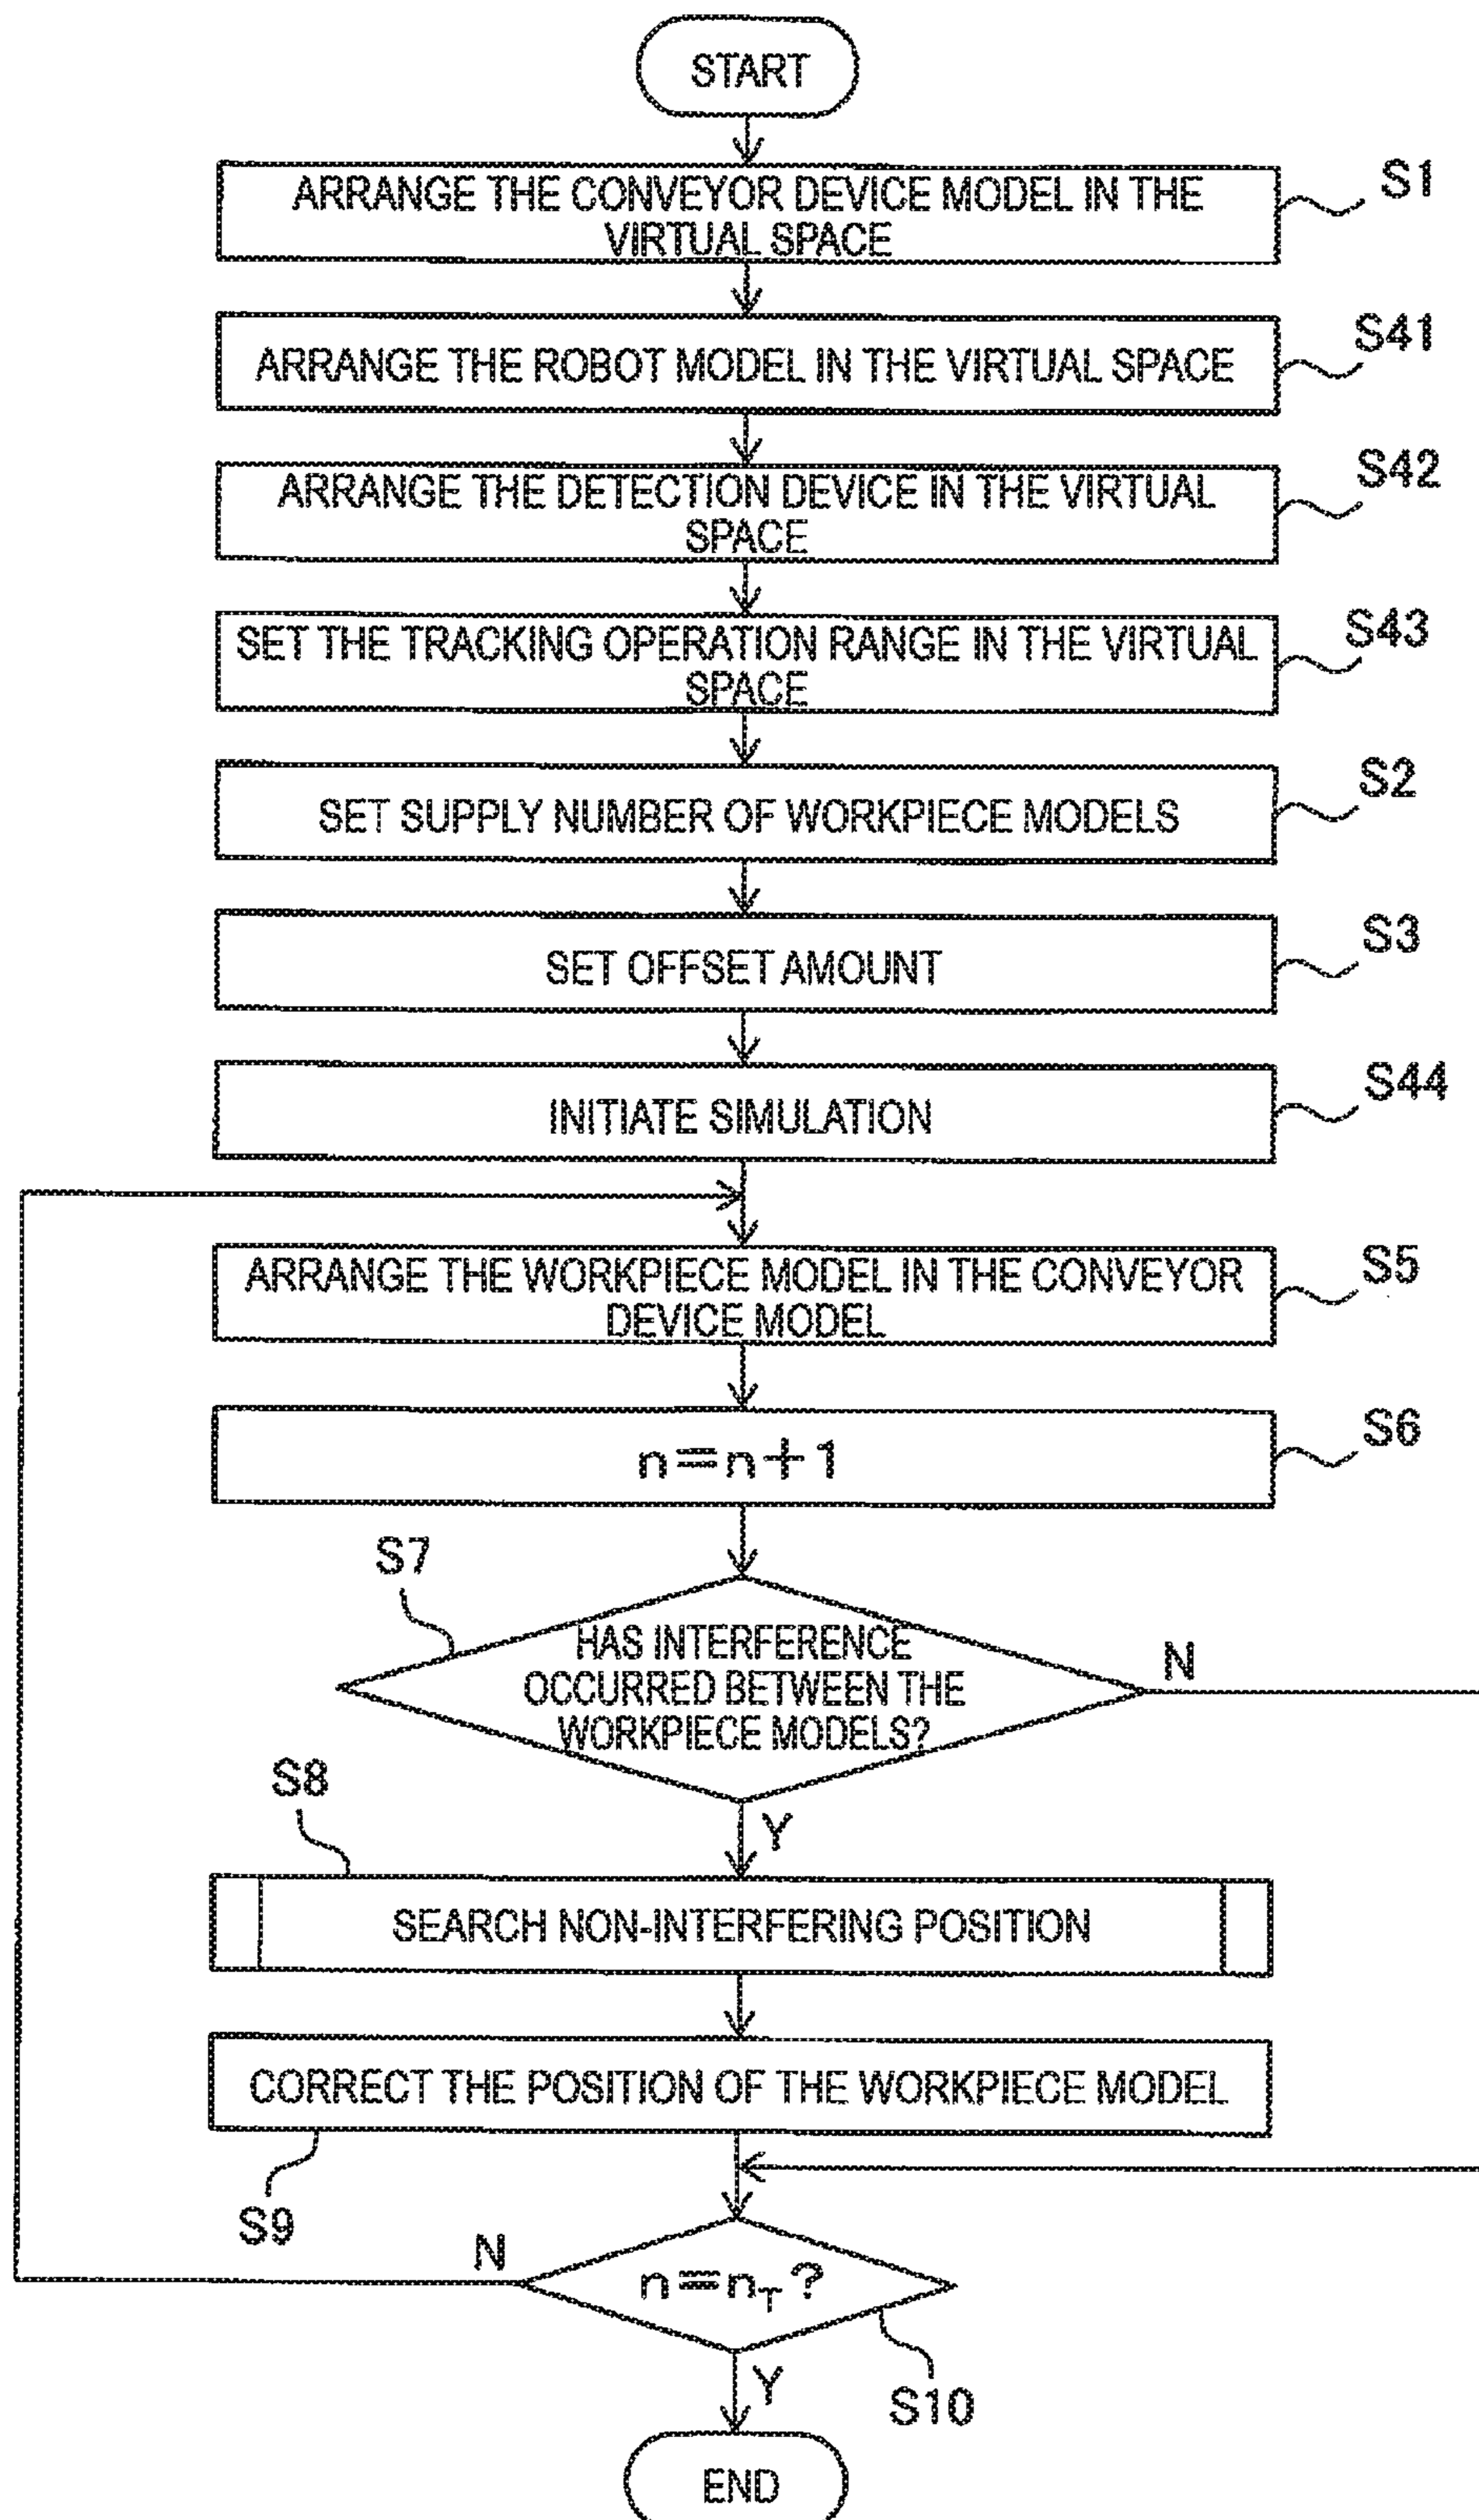 START
ARRANGE THE CONVEYOR DEVICE MODEL IN THE
VIRTUAL SPACE
S1
ARRANGE THE ROBOT MODEL IN THE VIRTUAL SPACE
S41
ARRANGE THE DETECTION DEVICE IN THE VIRTUAL
SPACE
S42
SET THE TRACKING OPERATION RANGE IN THE VIRTUAL
SPACE
S43
SET SUPPLY NUMBER OF WORKPIECE MODELS
S2
SET OFFSET AMOUNT
S3
INITIATE SIMULATION
S44
ARRANGE THE WORKPIECE MODEL IN THE CONVEYOR
DEVICE MODEL
S5
n=n+1
S6
S7
HAS INTERFERENCE
OCCURRED BETWEEN THE
WORKPIECE MODELS?
N
Y
S8
SEARCH NON-INTERFERING POSITION
CORRECT THE POSITION OF THE WORKPIECE MODEL
S9
N
n=n_T?
Y
S10
END